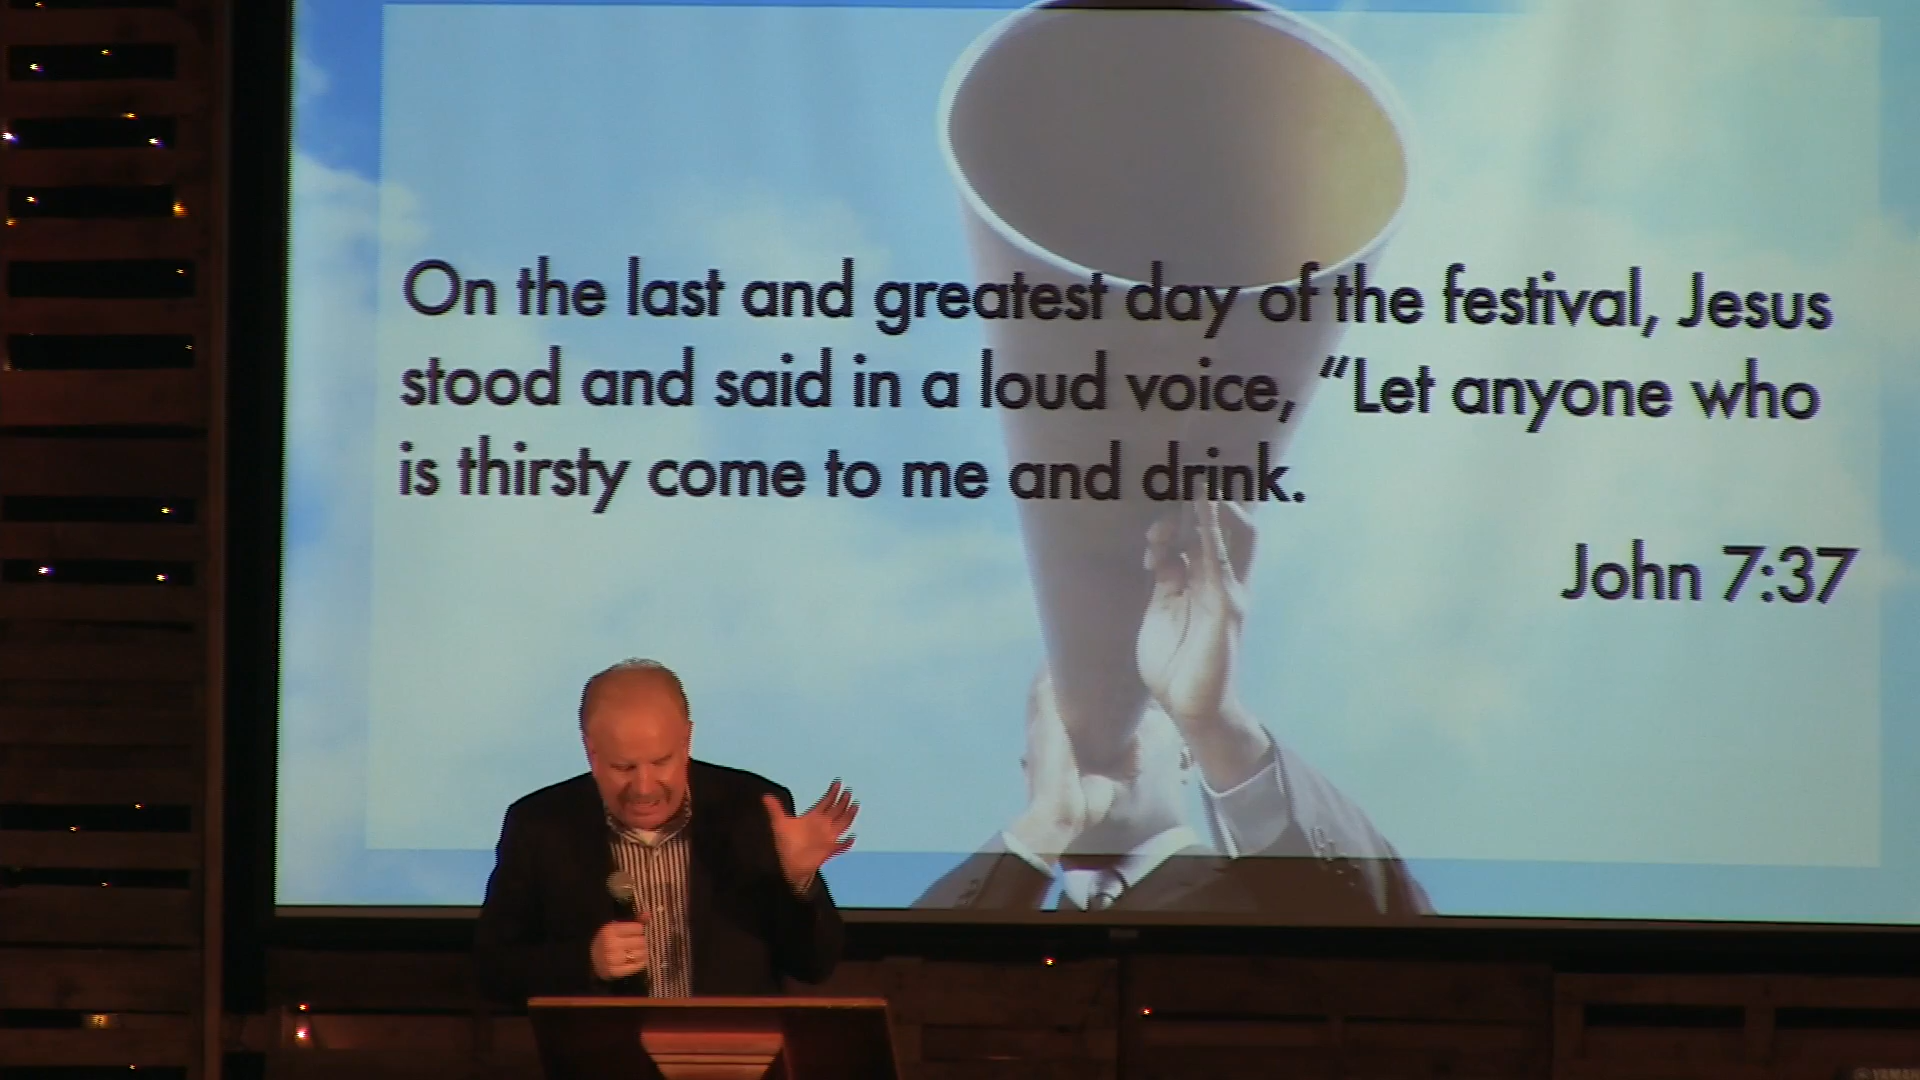 On the last and greatest day of the festival, Jesus
stood and said in a loud voice, “Let anyone who
is thirsty come to me and drink.
John 7:37
YAMAHA